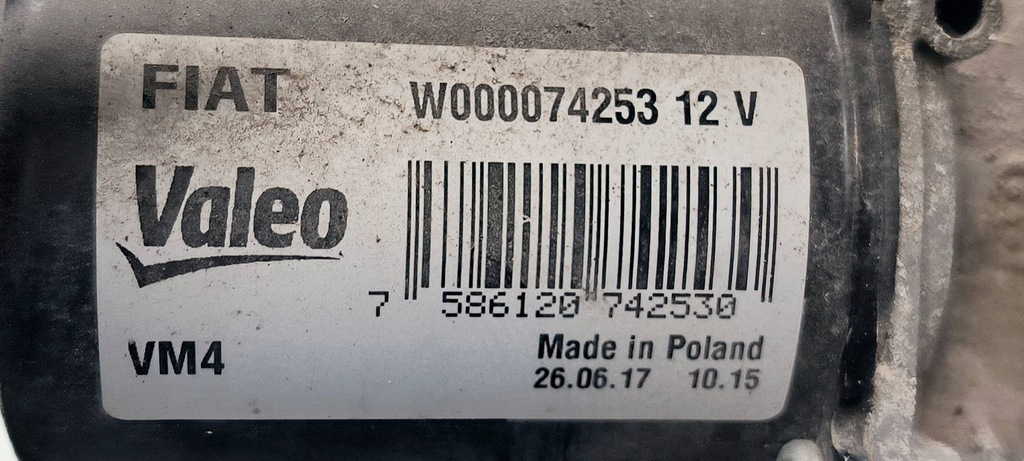 FIAT
W000074253 12 V
Valeo
7 586120 742530
VM4
Made in Poland
26.06.17 10.15